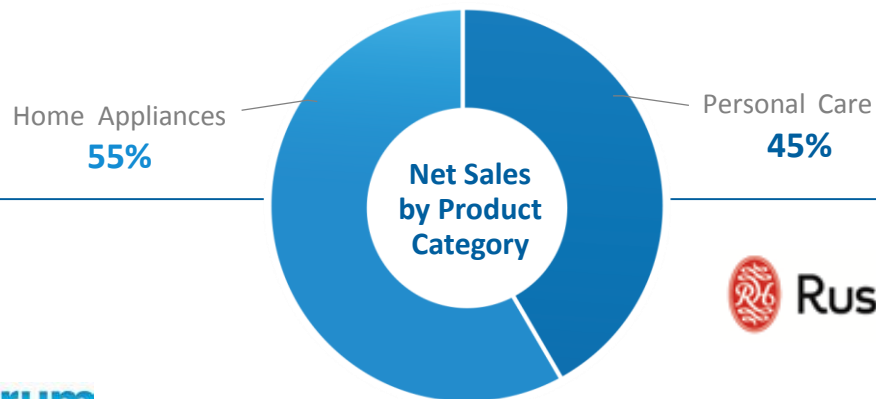 Home Appliances
55%
Personal Care
45%
Net Sales
by Product
Category
Rus